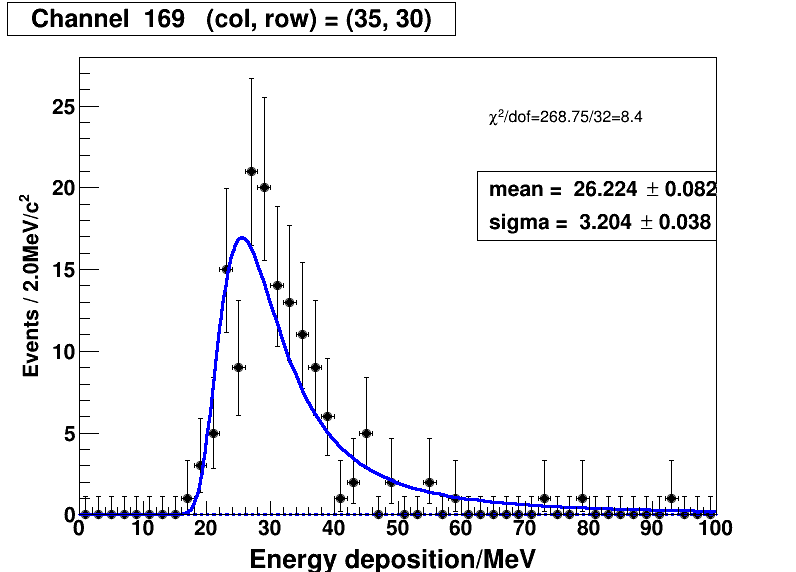 Channel 169 (col, row) = (35, 30)
χ²/dof=268.75/32=8.4
mean = 26.224 ± 0.082
sigma = 3.204 ± 0.038
Events / 2.0MeV/c²
25
20
15
10
5
0
0 10 20 30 40 50 60 70 80 90 100
Energy deposition/MeV